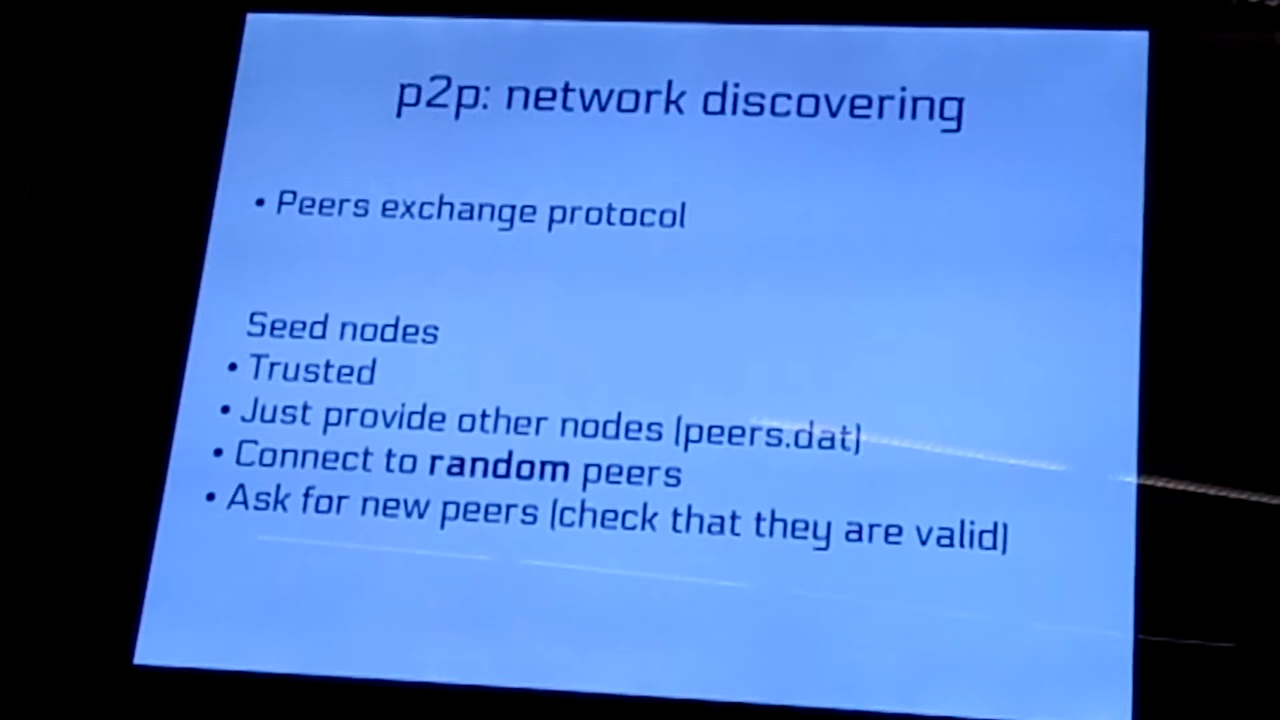 p2p: network discovering
• Peers exchange protocol
Seed nodes
• Trusted
• Just provide other nodes (peers.dat)
• Connect to random peers
• Ask for new peers (check that they are valid)